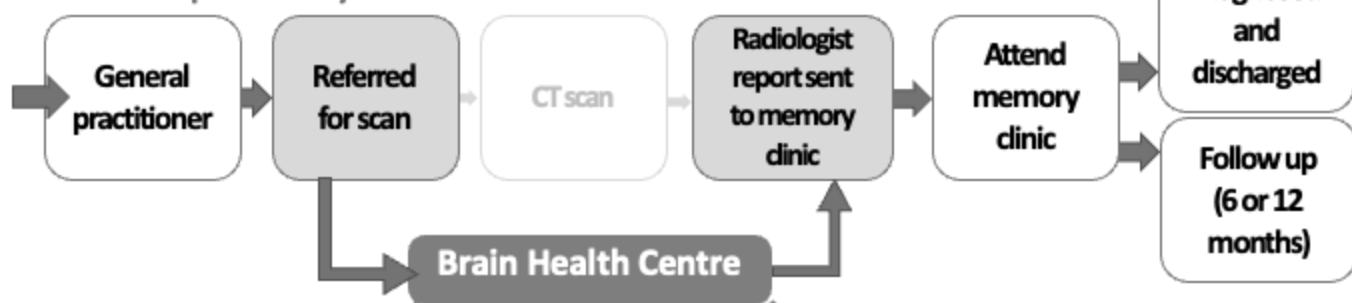 General
practitioner
Referred
for scan
CT scan
Radiologist
report sent
to memory
clinic
Attend
memory
clinic
and
discharged
Follow up
(6 or 12
months)
Brain Health Centre